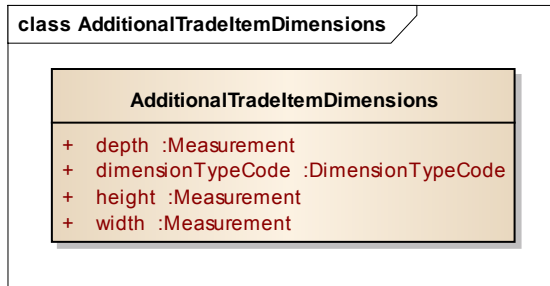 class AdditionalTradeItemDimensions
AdditionalTradeItemDimensions
+ depth :Measurement
+ dimensionTypeCode :DimensionTypeCode
+ height :Measurement
+ width :Measurement